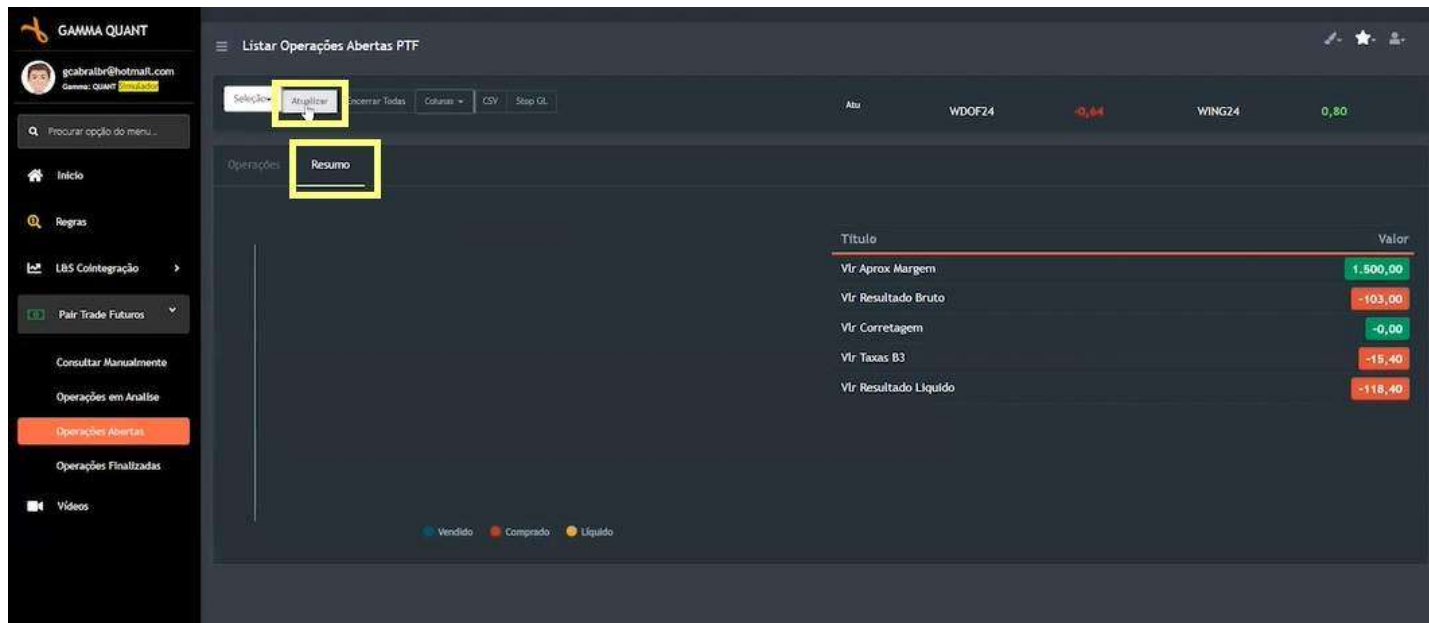 GAMMA QUANT
gcabralbr@hotmail.com
Gamma: QUANT Simulador
Procurar opção do menu...
Início
Regras
L&S Cointegração
Pair Trade Futuros
Consultar Manualmente
Operações em Analise
Operações Abertas
Operações Finalizadas
Vídeos
Listar Operações Abertas PTF
Seleção Atualizar Encerrar Todas Colunas CSV Stop GL
Atu WDOF24 -0,64 WING24 0,80
Operações Resumo
Título Valor
Vlr Aprox Margem 1.500,00
Vlr Resultado Bruto -103,00
Vlr Corretagem -0,00
Vlr Taxas B3 -15,40
Vlr Resultado Líquido -118,40
Vendido Comprado Líquido